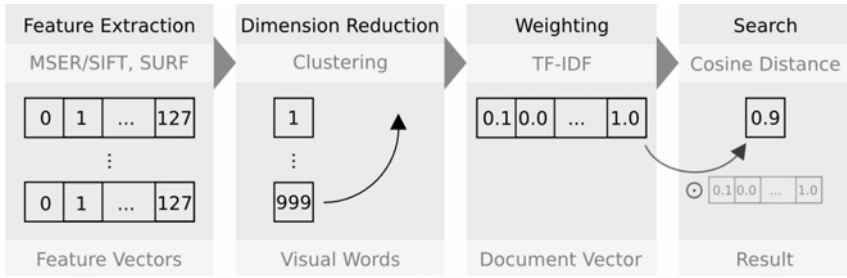 Feature Extraction
MSER/SIFT, SURF
0 1 ... 127
⋮
0 1 ... 127
Feature Vectors
Dimension Reduction
Clustering
1
⋮
999
Visual Words
Weighting
TF-IDF
0.1 0.0 ... 1.0
Document Vector
Search
Cosine Distance
0.9
⊙ 0.1 0.0 ... 1.0
Result